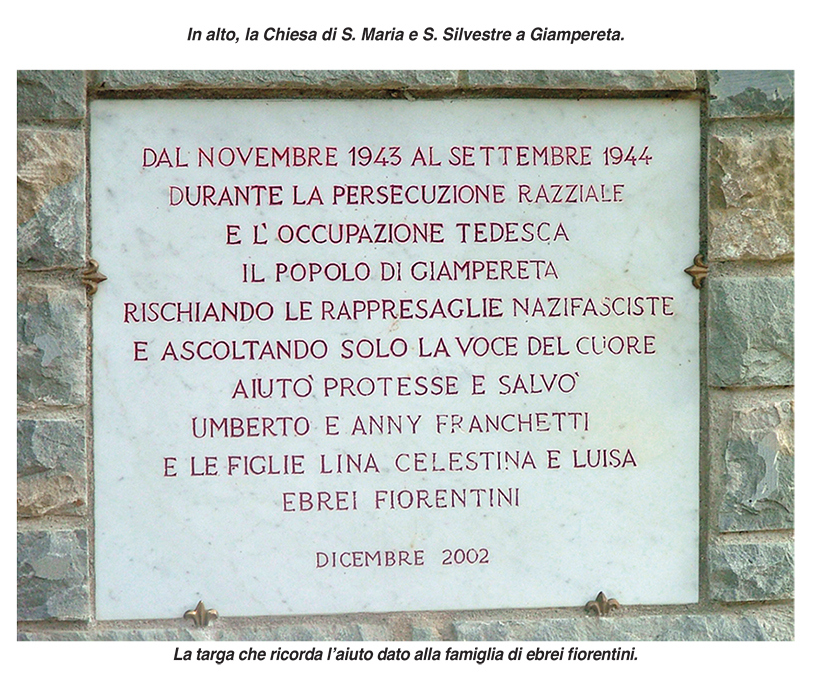 In alto, la Chiesa di S. Maria e S. Silvestre a Giampereta.
DAL NOVEMBRE 1943 AL SETTEMBRE 1944
DURANTE LA PERSECUZIONE RAZZIALE
E L' OCCUPAZIONE TEDESCA
IL POPOLO DI GIAMPERETA
RISCHIANDO LE RAPPRESAGLIE NAZIFASCISTE
E ASCOLTANDO SOLO LA VOCE DEL CUORE
AIUTO' PROTESSE E SALVO'
UMBERTO E ANNY FRANCHETTI
E LE FIGLIE LINA CELESTINA E LUISA
EBREI FIORENTINI
DICEMBRE 2002
La targa che ricorda l'aiuto dato alla famiglia di ebrei fiorentini.